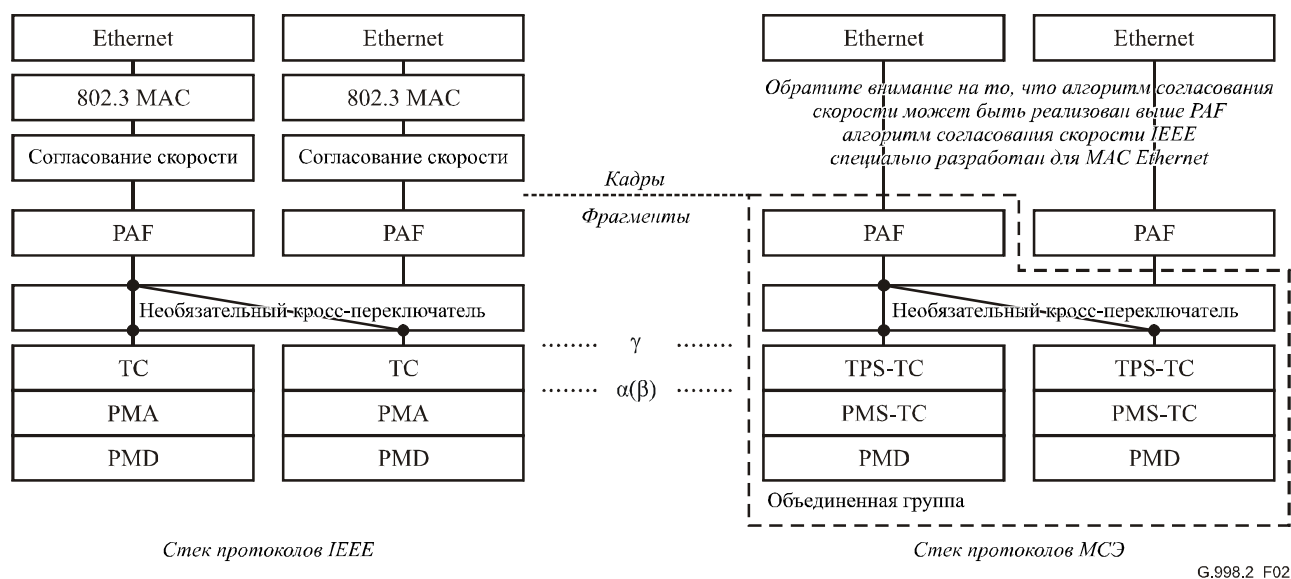 Ethernet
Ethernet
Ethernet
Ethernet
802.3 MAC
802.3 MAC
Обратите внимание на то, что алгоритм согласования
скорости может быть реализован выше PAF
алгоритм согласования скорости IEEE
специально разработан для MAC Ethernet
Согласование скорости
Согласование скорости
Кадры
Фрагменты
PAF
PAF
PAF
PAF
Необязательный кросс-переключатель
Необязательный кросс-переключатель
TC
TC
γ
TPS-TC
TPS-TC
α(β)
PMA
PMA
PMS-TC
PMS-TC
PMD
PMD
PMD
PMD
Объединенная группа
Стек протоколов IEEE
Стек протоколов МСЭ
G.998.2_F02